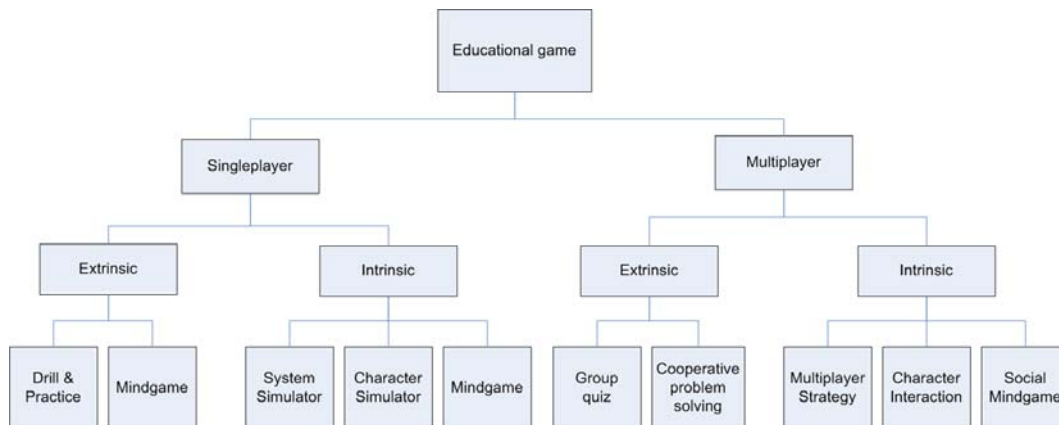 Educational game
Singleplayer
Multiplayer
Extrinsic
Intrinsic
Extrinsic
Intrinsic
Drill &
Practice
Mindgame
System
Simulator
Character
Simulator
Mindgame
Group
quiz
Cooperative
problem
solving
Multiplayer
Strategy
Character
Interaction
Social
Mindgame